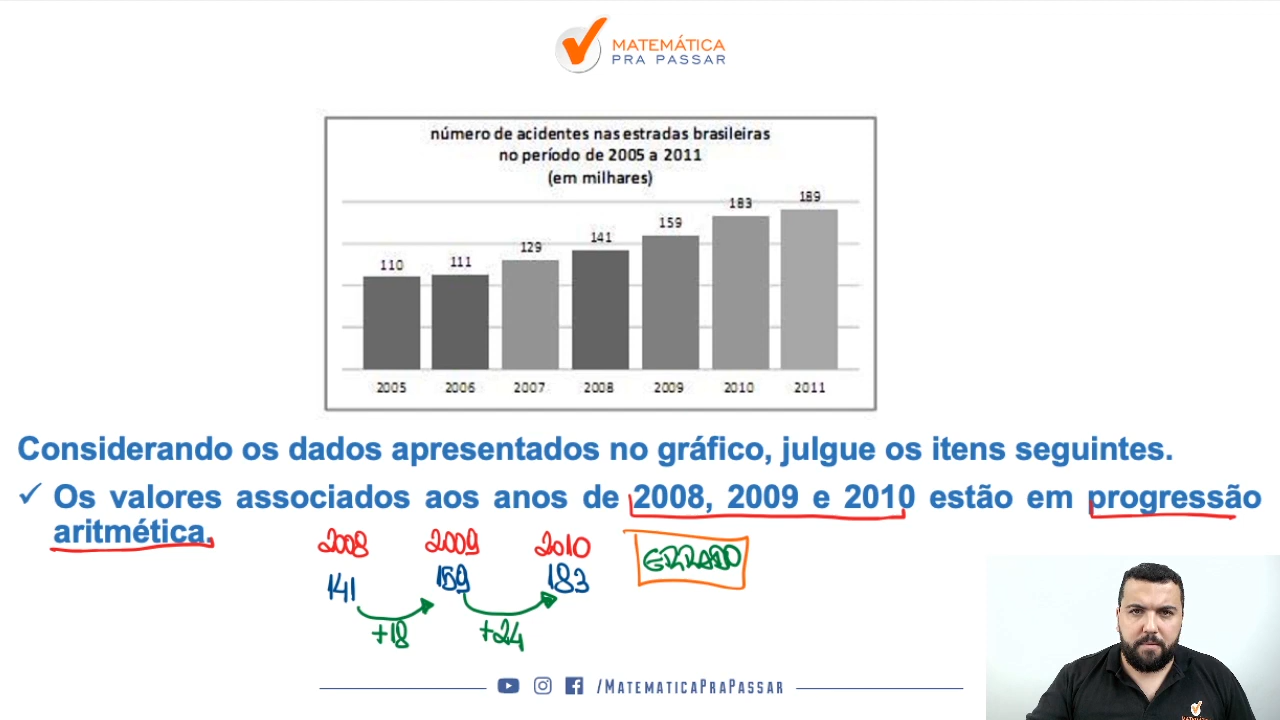 MATEMÁTICA
PRA PASSAR
número de acidentes nas estradas brasileiras
no período de 2005 a 2011
(em milhares)
110 111 129 141 159 183 189
2005 2006 2007 2008 2009 2010 2011
Considerando os dados apresentados no gráfico, julgue os itens seguintes.
✓ Os valores associados aos anos de 2008, 2009 e 2010 estão em progressão
aritmética.
2008 2009 2010 ERRADO
141 159 183
+18 +24
/MATEMATICAPRAPASSAR